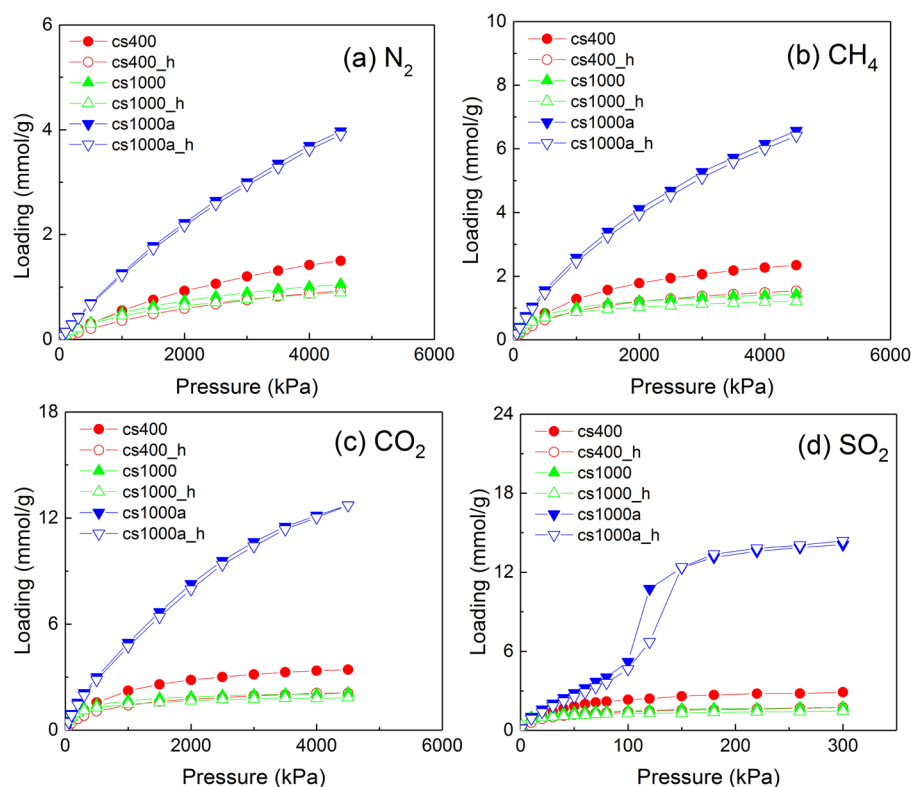 (a) N2
cs400
cs400_h
cs1000
cs1000_h
cs1000a
cs1000a_h
Loading (mmol/g)
6
4
2
0
0
2000
4000
6000
Pressure (kPa)
(b) CH4
cs400
cs400_h
cs1000
cs1000_h
cs1000a
cs1000a_h
Loading (mmol/g)
10
8
6
4
2
0
0
2000
4000
6000
Pressure (kPa)
(c) CO2
cs400
cs400_h
cs1000
cs1000_h
cs1000a
cs1000a_h
Loading (mmol/g)
18
12
6
0
0
2000
4000
6000
Pressure (kPa)
(d) SO2
cs400
cs400_h
cs1000
cs1000_h
cs1000a
cs1000a_h
Loading (mmol/g)
24
18
12
6
0
0
100
200
300
Pressure (kPa)